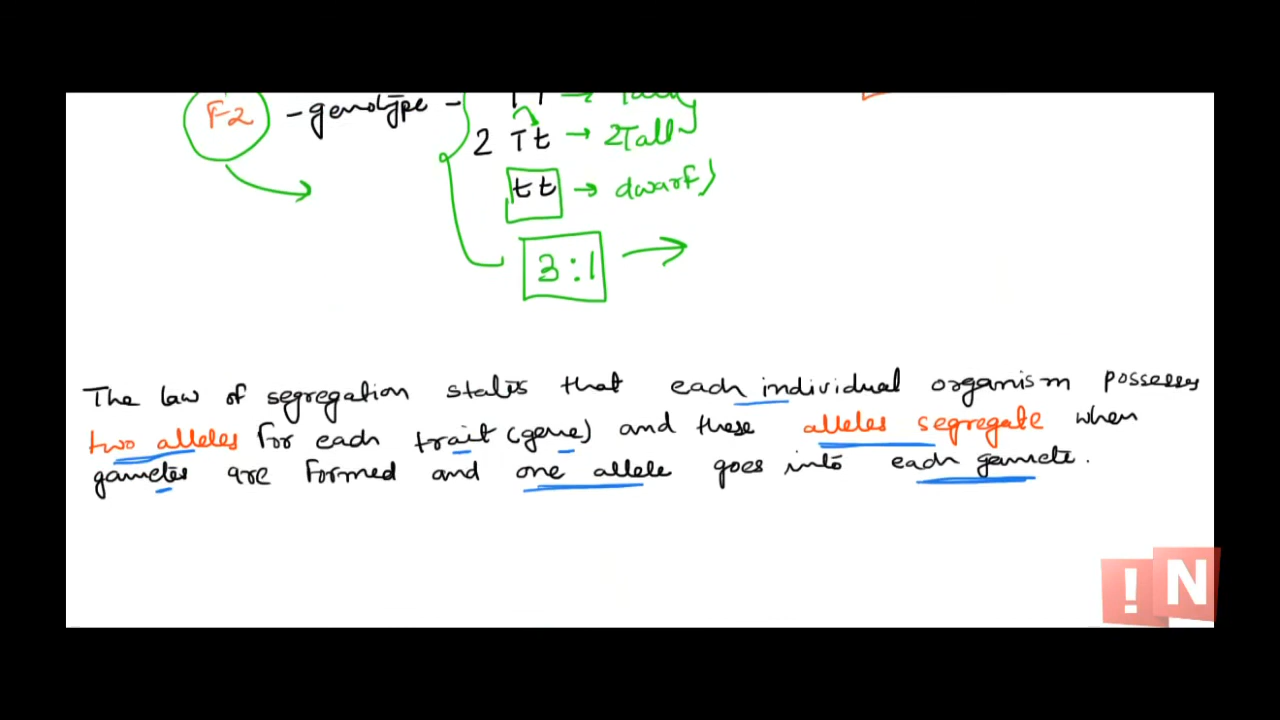 F2 - genotype -
2 Tt → 2Tall
tt → dwarf
3:1 →
The law of segregation states that each individual organism possesses
two alleles for each trait (gene) and these alleles segregate when
gametes are formed and one allele goes into each gamete.
!N